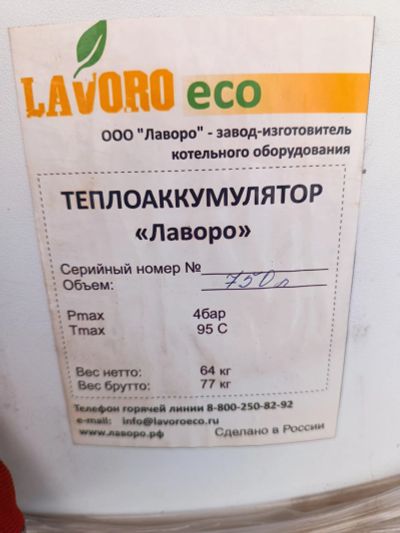 LAVORO eco
ООО "Лаворо" - завод-изготовитель
котельного оборудования
ТЕПЛОАККУМУЛЯТОР
«Лаворо»
Серийный номер №
Объем: 750 л
Pmax 4бар
Tmax 95 С
Вес нетто: 64 кг
Вес брутто: 77 кг
Телефон горячей линии 8-800-250-82-92
e-mail: info@lavoroeco.ru
www.лаворо.рф Сделано в России